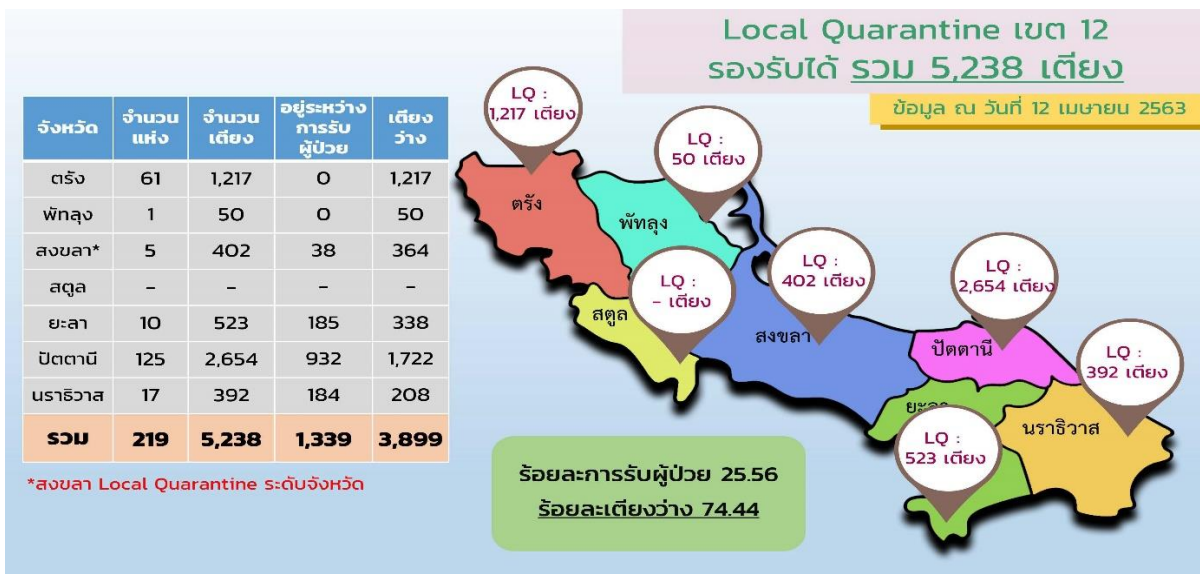 Local Quarantine เขต 12
รองรับได้ รวม 5,238 เตียง
ข้อมูล ณ วันที่ 12 เมษายน 2563
จังหวัด จำนวนแห่ง จำนวนเตียง อยู่ระหว่างการรับผู้ป่วย เตียงว่าง
ตรัง 61 1,217 0 1,217
พัทลุง 1 50 0 50
สงขลา* 5 402 38 364
สตูล - - - -
ยะลา 10 523 185 338
ปัตตานี 125 2,654 932 1,722
นราธิวาส 17 392 184 208
รวม 219 5,238 1,339 3,899
*สงขลา Local Quarantine ระดับจังหวัด
LQ :
1,217 เตียง
ตรัง
LQ :
50 เตียง
พัทลุง
LQ :
- เตียง
สตูล
LQ :
402 เตียง
สงขลา
LQ :
2,654 เตียง
ปัตตานี
LQ :
392 เตียง
นราธิวาส
ยะลา
LQ :
523 เตียง
ร้อยละการรับผู้ป่วย 25.56
ร้อยละเตียงว่าง 74.44